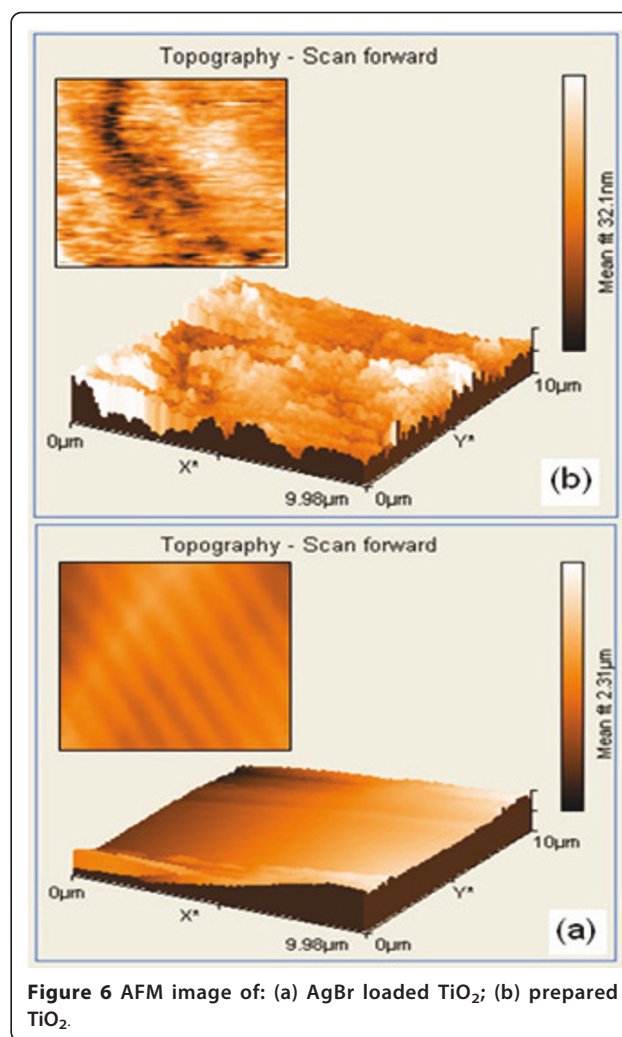 Topography - Scan forward
Mean fit 32.1nm
10µm
0µm
Y*
X*
9.98µm 0µm
(b)
Topography - Scan forward
Mean fit 2.31µm
10µm
0µm
Y*
X*
9.98µm 0µm
(a)
Figure 6 AFM image of: (a) AgBr loaded TiO₂; (b) prepared
TiO₂.